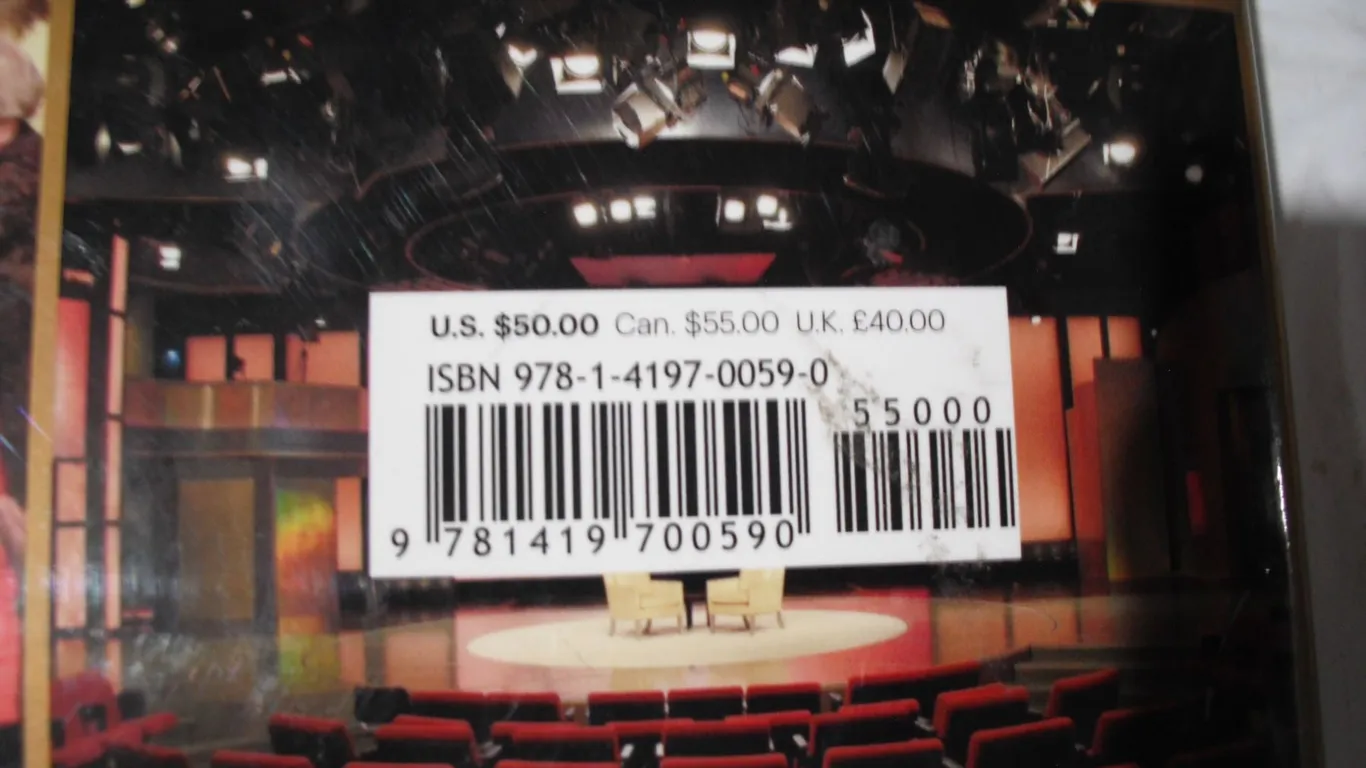 U.S. $50.00 Can. $55.00 U.K. £40.00
ISBN 978-1-4197-0059-0
55000
9 781419 700590